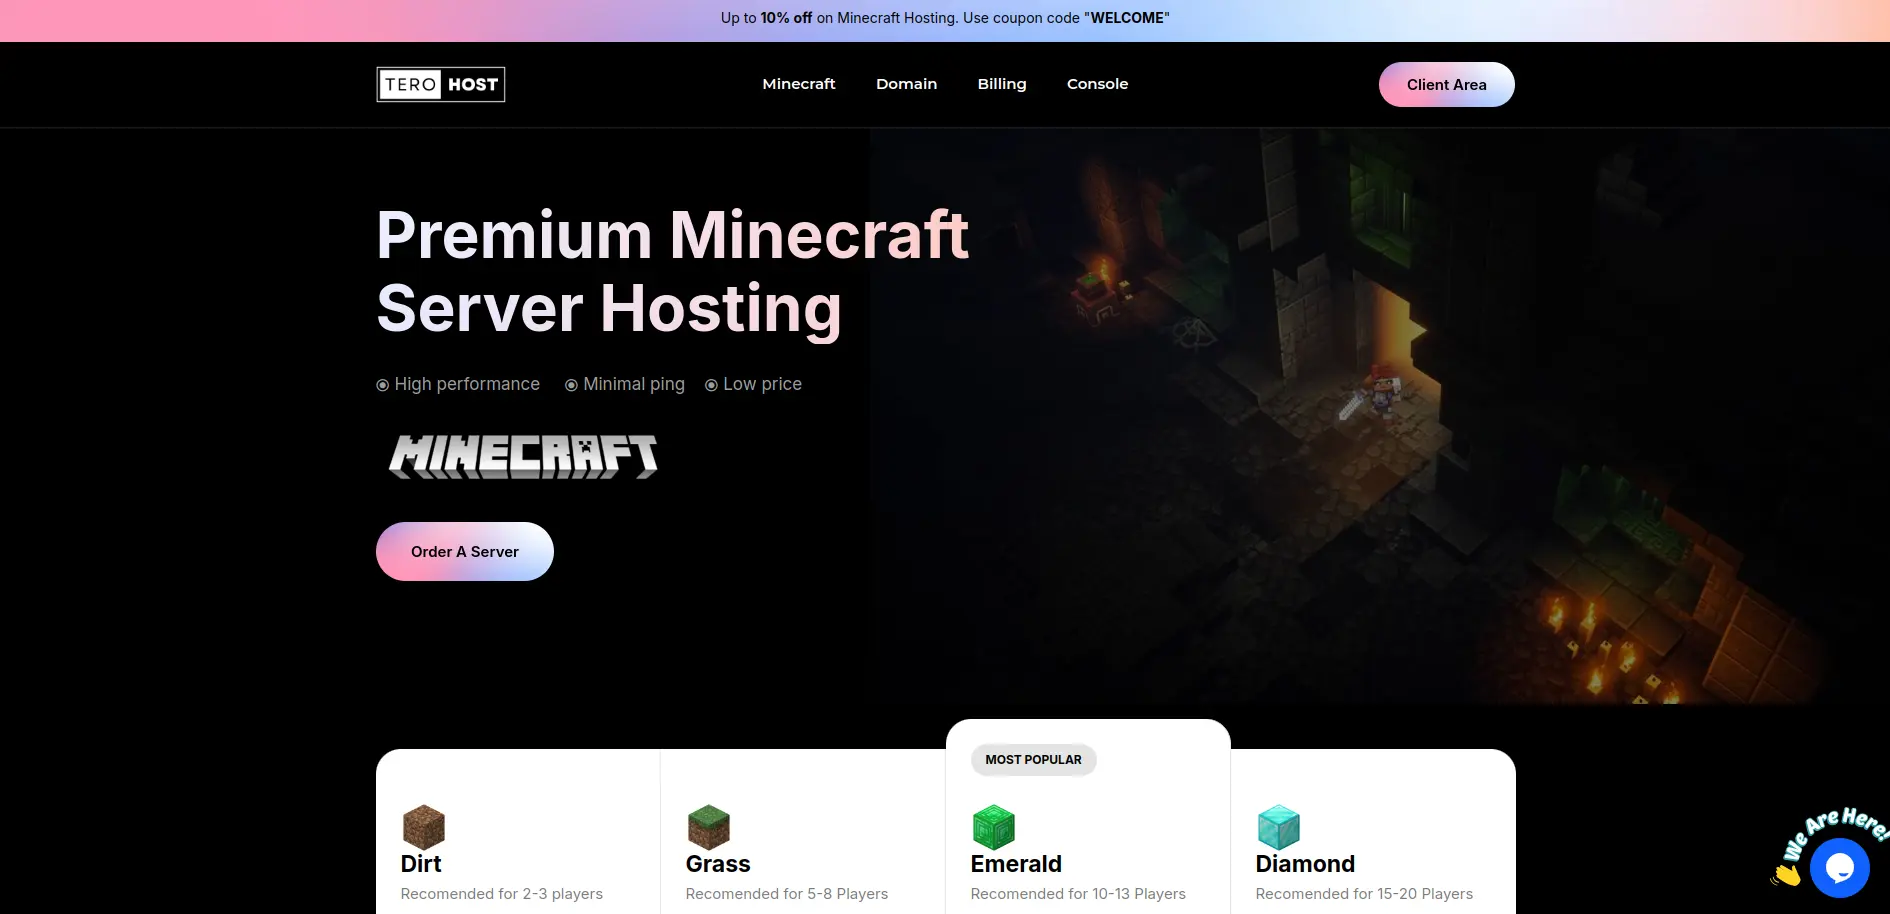 Up to 10% off on Minecraft Hosting. Use coupon code "WELCOME"
TERO HOST
Minecraft
Domain
Billing
Console
Client Area
Premium Minecraft
Server Hosting
High performance
Minimal ping
Low price
MINECRAFT
Order A Server
MOST POPULAR
Dirt
Recomended for 2-3 players
Grass
Recomended for 5-8 Players
Emerald
Recomended for 10-13 Players
Diamond
Recomended for 15-20 Players
We Are Here!